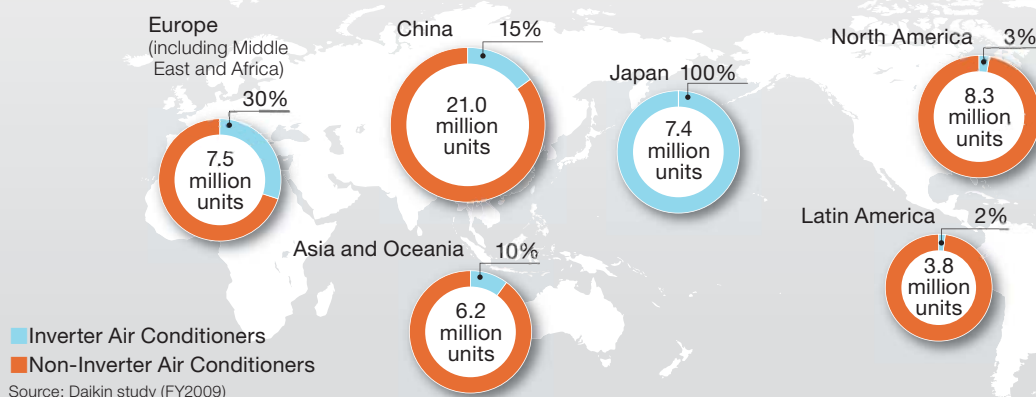 Europe
(including Middle
East and Africa)
30%
7.5
million
units
China
15%
21.0
million
units
Japan
100%
7.4
million
units
North America
3%
8.3
million
units
Latin America
2%
3.8
million
units
Asia and Oceania
10%
6.2
million
units
Inverter Air Conditioners
Non-Inverter Air Conditioners
Source: Daikin study (FY2009)